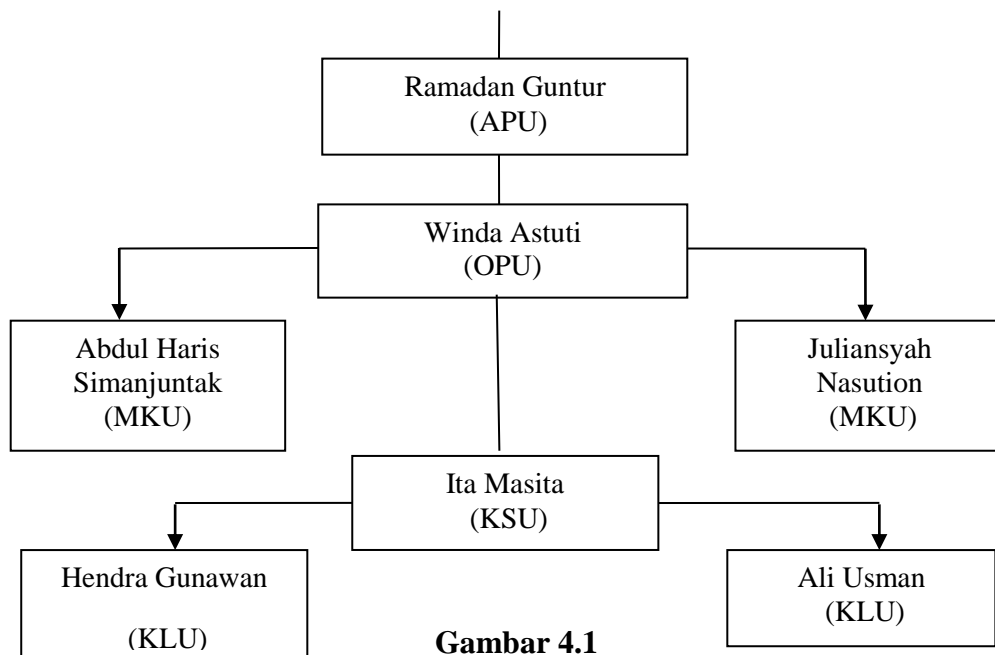 Ramadan Guntur
(APU)
Winda Astuti
(OPU)
Abdul Haris
Simanjuntak
(MKU)
Juliansyah
Nasution
(MKU)
Ita Masita
(KSU)
Hendra Gunawan
(KLU)
Ali Usman
(KLU)
Gambar 4.1